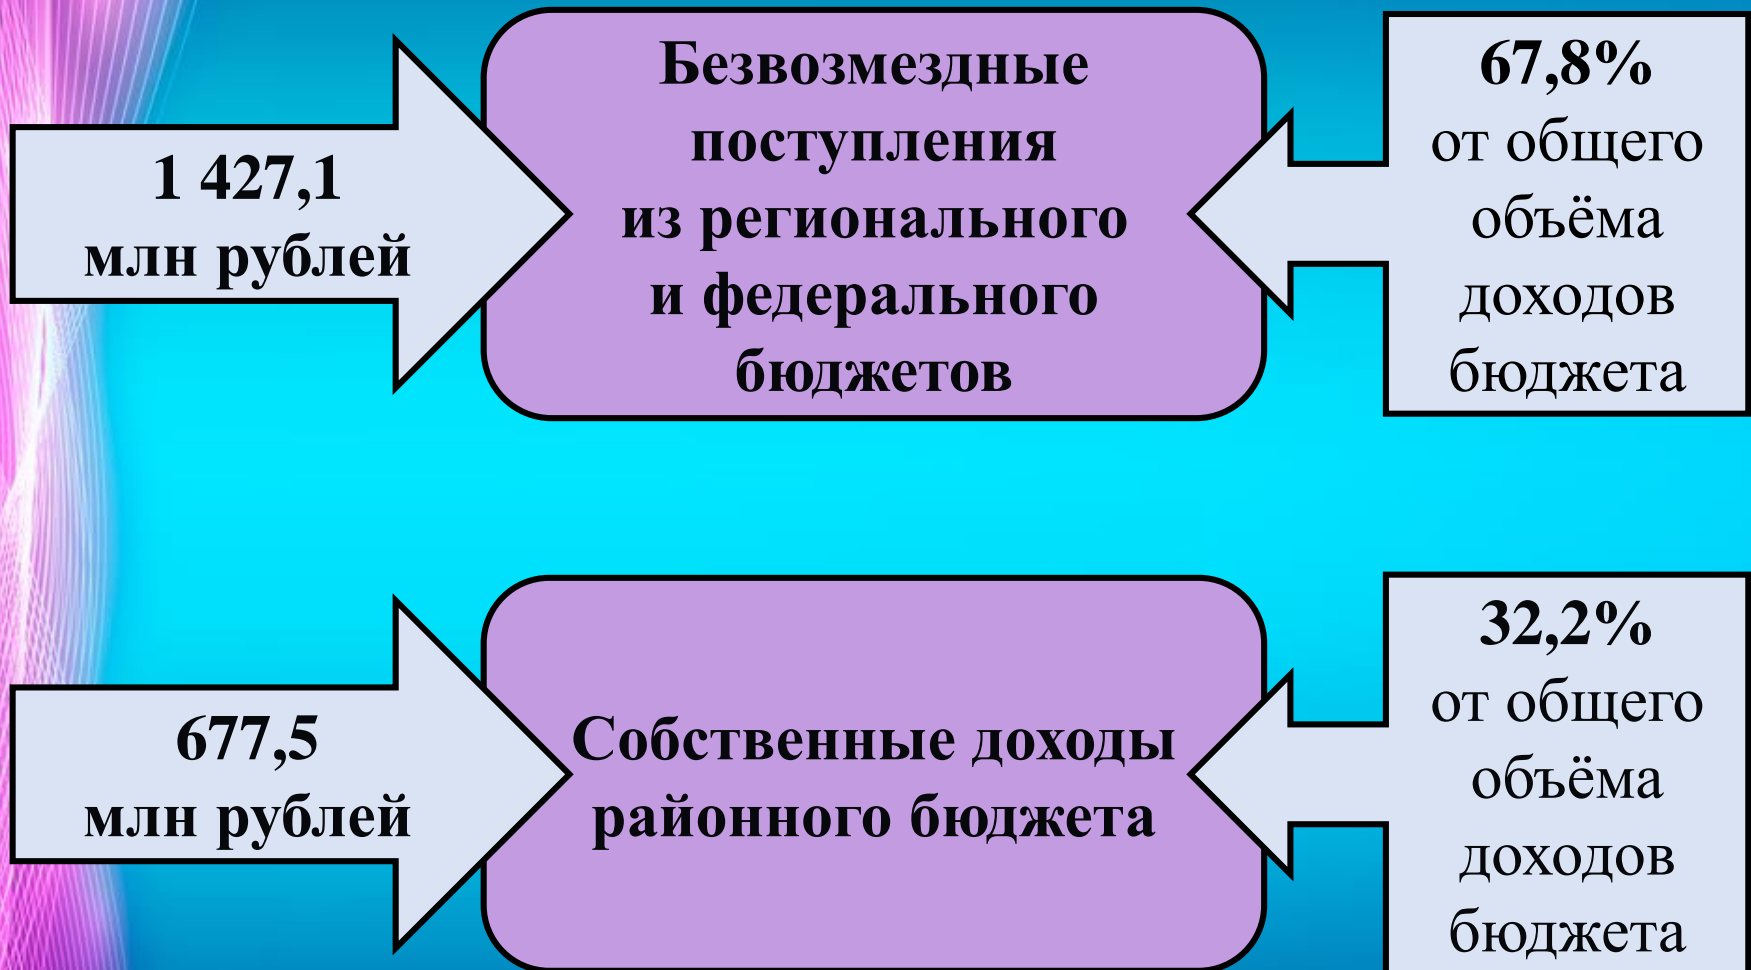 1 427,1
млн рублей
Безвозмездные
поступления
из регионального
и федерального
бюджетов
67,8%
от общего
объёма
доходов
бюджета
677,5
млн рублей
Собственные доходы
районного бюджета
32,2%
от общего
объёма
доходов
бюджета